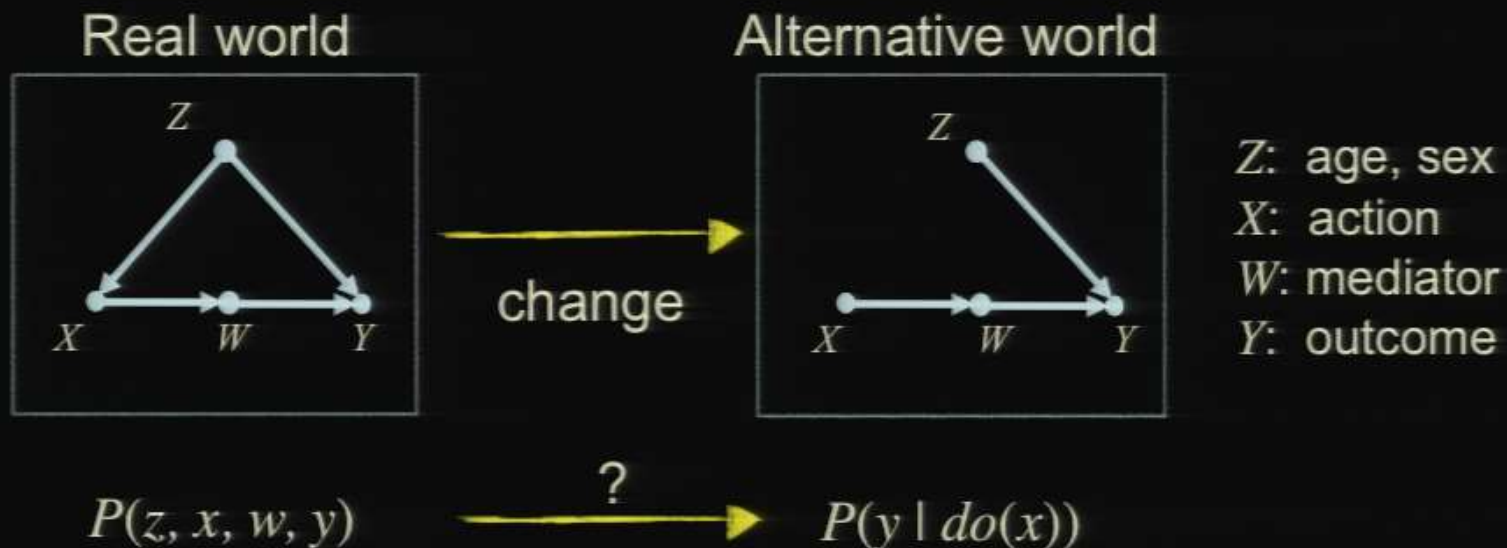 Real world
Alternative world
Z
X
W
Y
change
Z
X
W
Y
Z: age, sex
X: action
W: mediator
Y: outcome
P(z, x, w, y)
?
P(y | do(x))